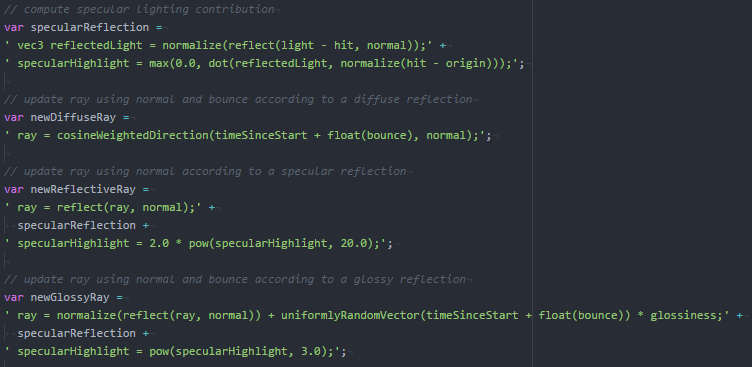 // compute specular lighting contribution
var specularReflection =
' vec3 reflectedLight = normalize(reflect(light - hit, normal));' +
' specularHighlight = max(0.0, dot(reflectedLight, normalize(hit - origin)));';
// update ray using normal and bounce according to a diffuse reflection
var newDiffuseRay =
' ray = cosineWeightedDirection(timeSinceStart + float(bounce), normal);';
// update ray using normal according to a specular reflection
var newReflectiveRay =
' ray = reflect(ray, normal);' +
specularReflection +
' specularHighlight = 2.0 * pow(specularHighlight, 20.0);';
// update ray using normal and bounce according to a glossy reflection
var newGlossyRay =
' ray = normalize(reflect(ray, normal)) + uniformlyRandomVector(timeSinceStart + float(bounce)) * glossiness;' +
specularReflection +
' specularHighlight = pow(specularHighlight, 3.0);';